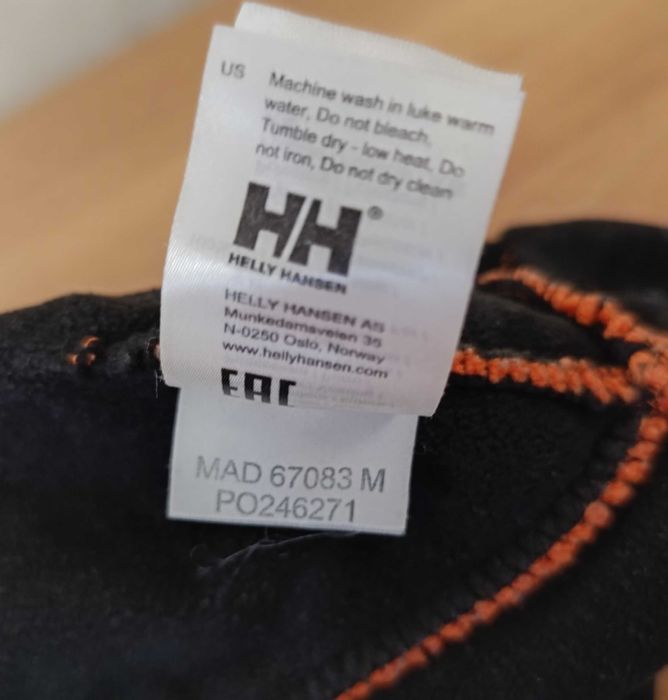 US
Machine wash in luke warm
water, Do not bleach,
Tumble dry - low heat, Do
not iron, Do not dry clean
HH®
HELLY HANSEN
HELLY HANSEN AS
Munkedamsveien 35
N-0250 Oslo, Norway
www.hellyhansen.com
EAC
MAD 67083 M
PO246271